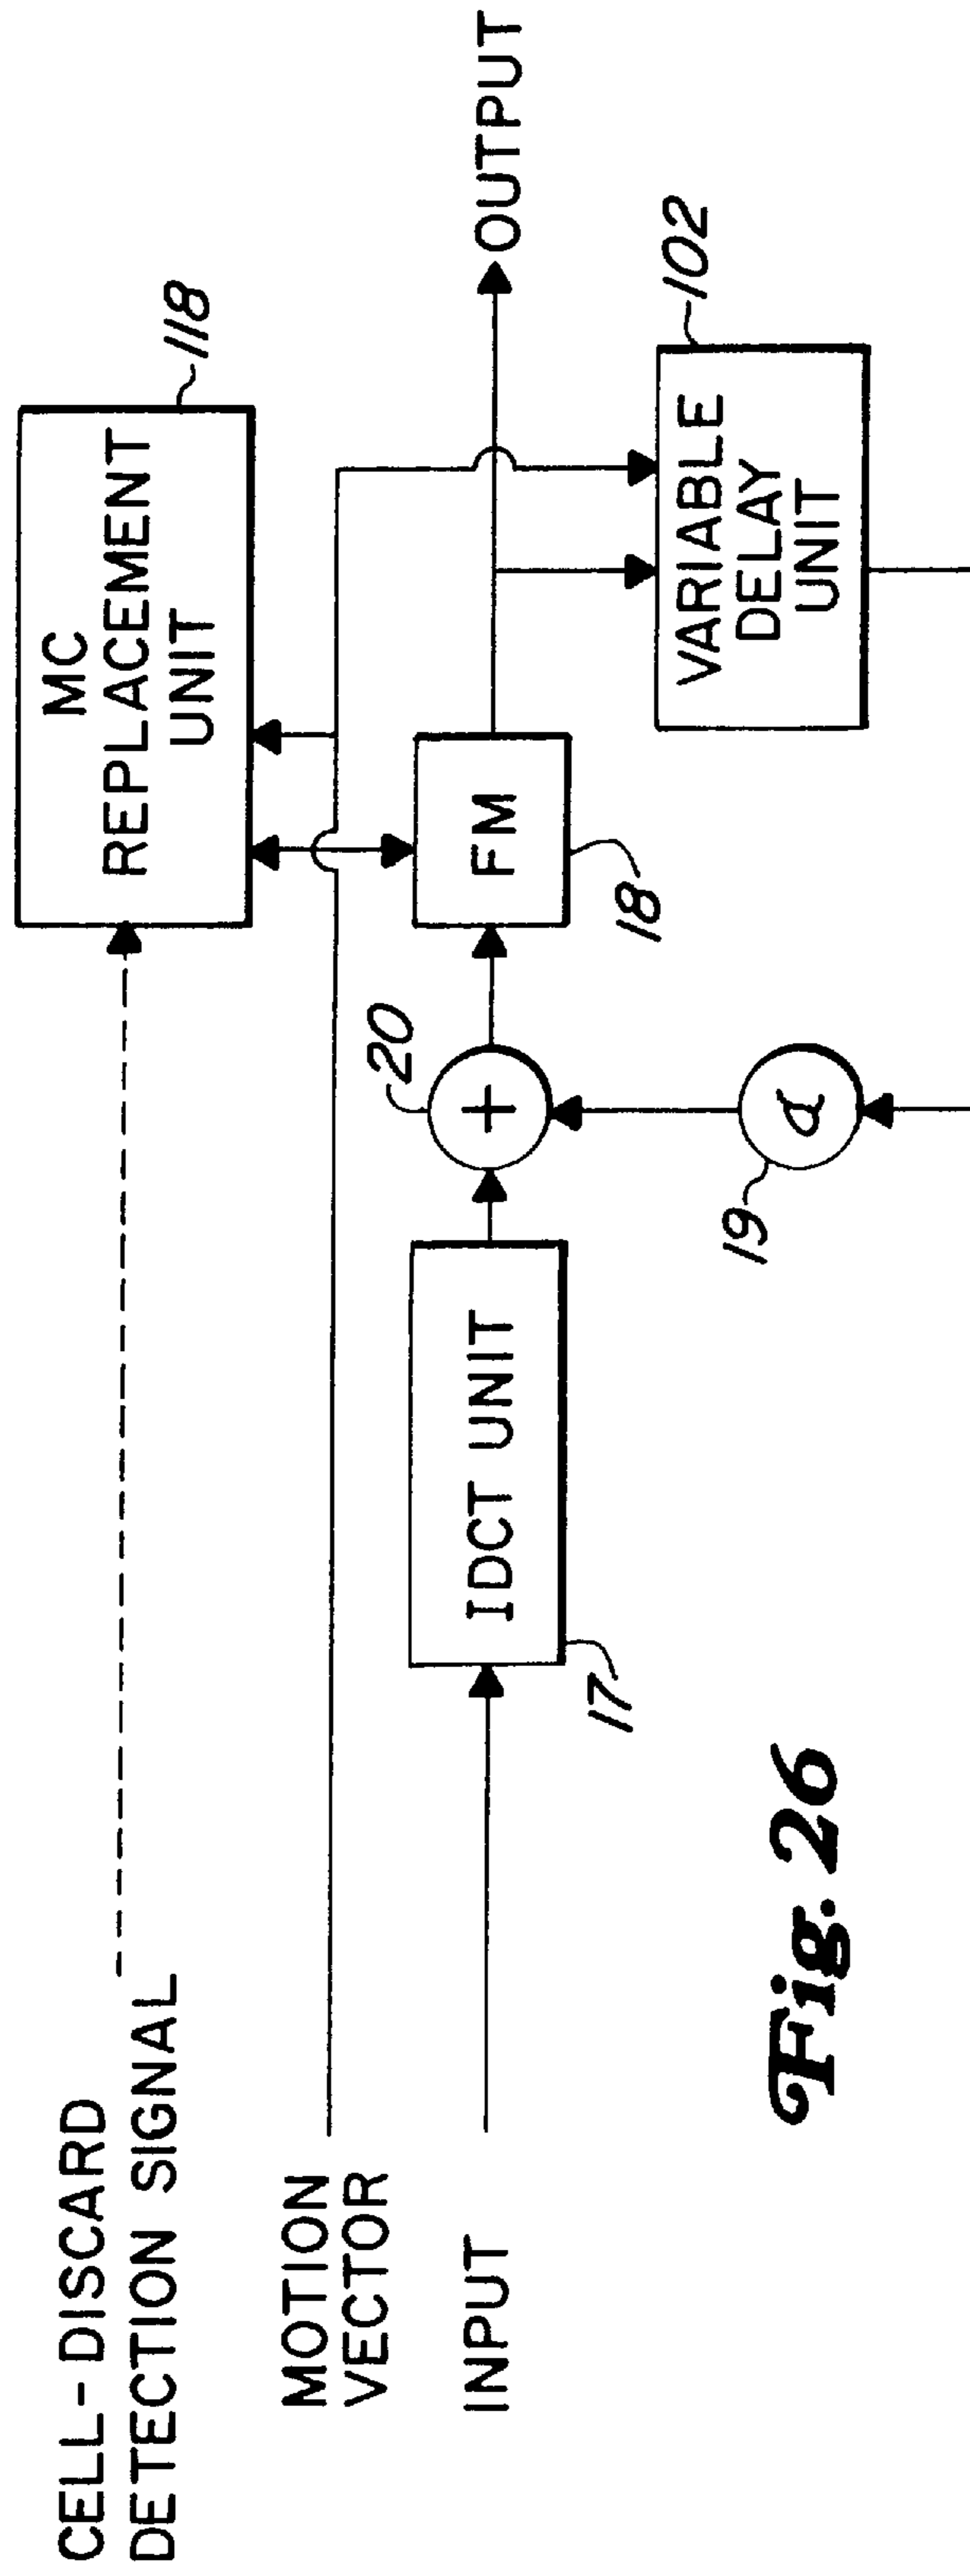 CELL-DISCARD
DETECTION SIGNAL
MOTION
VECTOR
INPUT
MC
REPLACEMENT
UNIT
118
IDCT UNIT
17
+
20
FM
18
OUTPUT
VARIABLE
DELAY
UNIT
102
α
19
Fig. 26